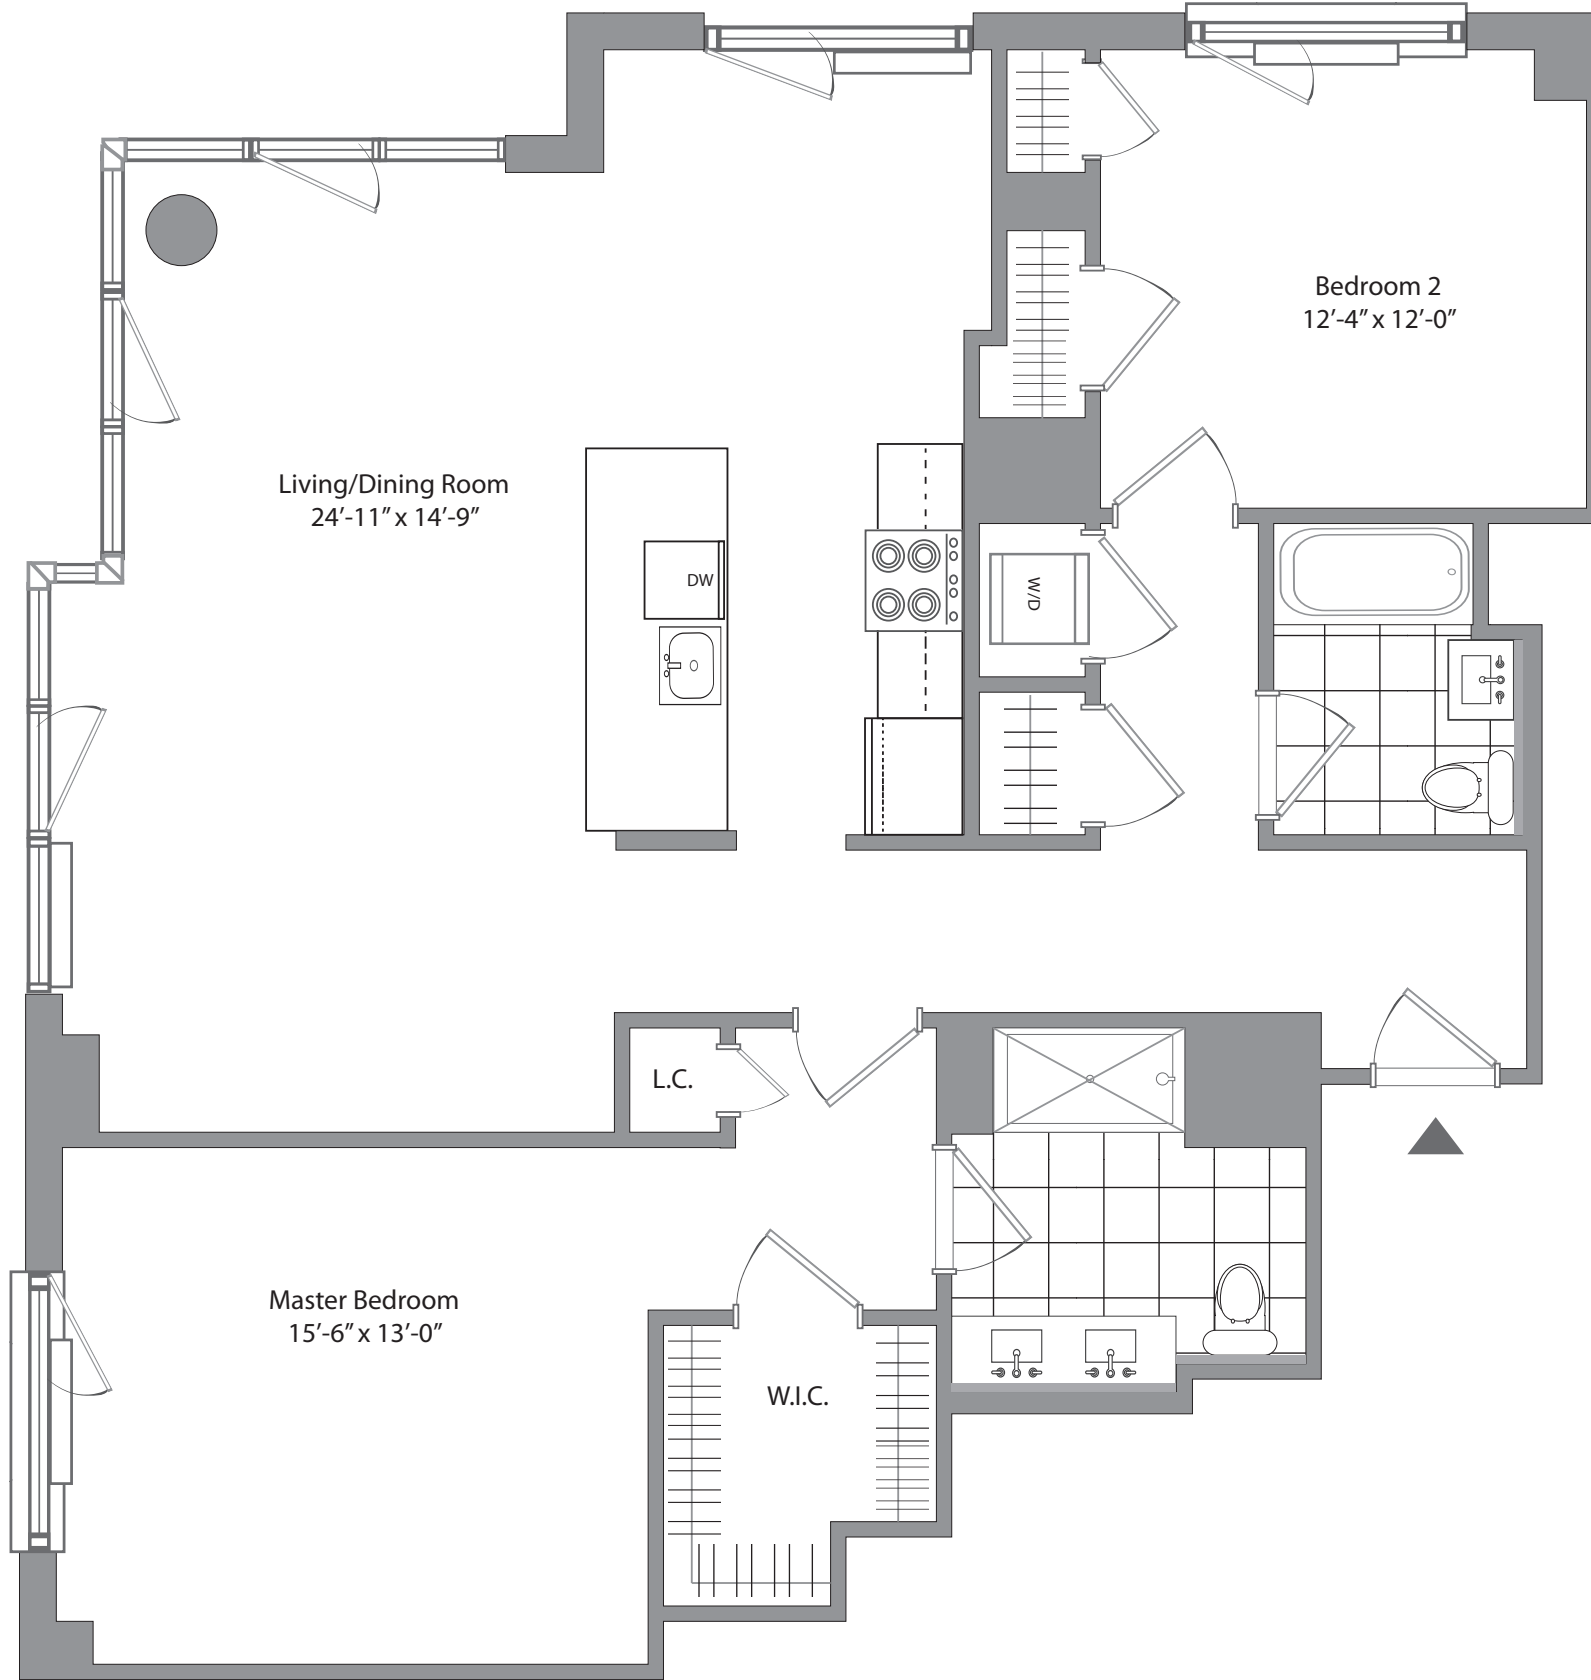 Bedroom 2
12’-4” x 12’-0”
Living/Dining Room
24’-11” x 14’-9”
DW
W/D
L.C.
Master Bedroom
15’-6” x 13’-0”
W.I.C.